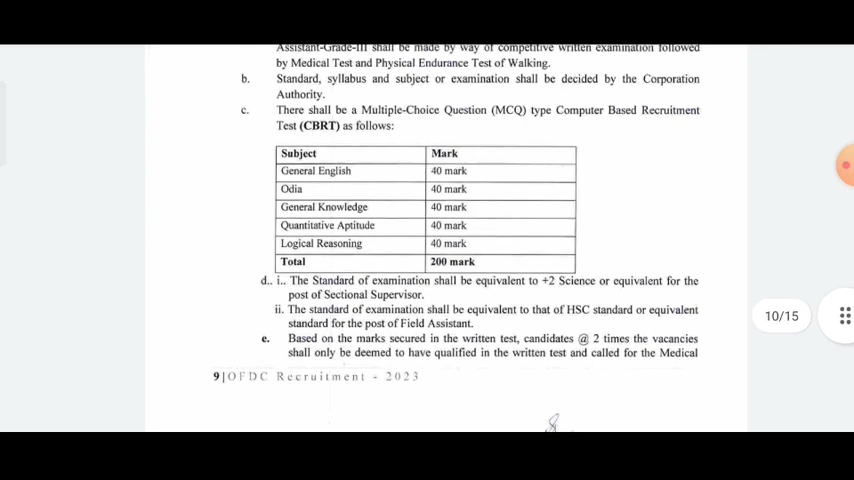 Assistant-Grade-III shall be made by way of competitive written examination followed
by Medical Test and Physical Endurance Test of Walking.
b. Standard, syllabus and subject or examination shall be decided by the Corporation
Authority.
c. There shall be a Multiple-Choice Question (MCQ) type Computer Based Recruitment
Test (CBRT) as follows:
Subject Mark
General English 40 mark
Odia 40 mark
General Knowledge 40 mark
Quantitative Aptitude 40 mark
Logical Reasoning 40 mark
Total 200 mark
d.. i.. The Standard of examination shall be equivalent to +2 Science or equivalent for the
post of Sectional Supervisor.
ii. The standard of examination shall be equivalent to that of HSC standard or equivalent
standard for the post of Field Assistant.
e. Based on the marks secured in the written test, candidates @ 2 times the vacancies
shall only be deemed to have qualified in the written test and called for the Medical
9|OFDC Recruitment - 2023
10/15